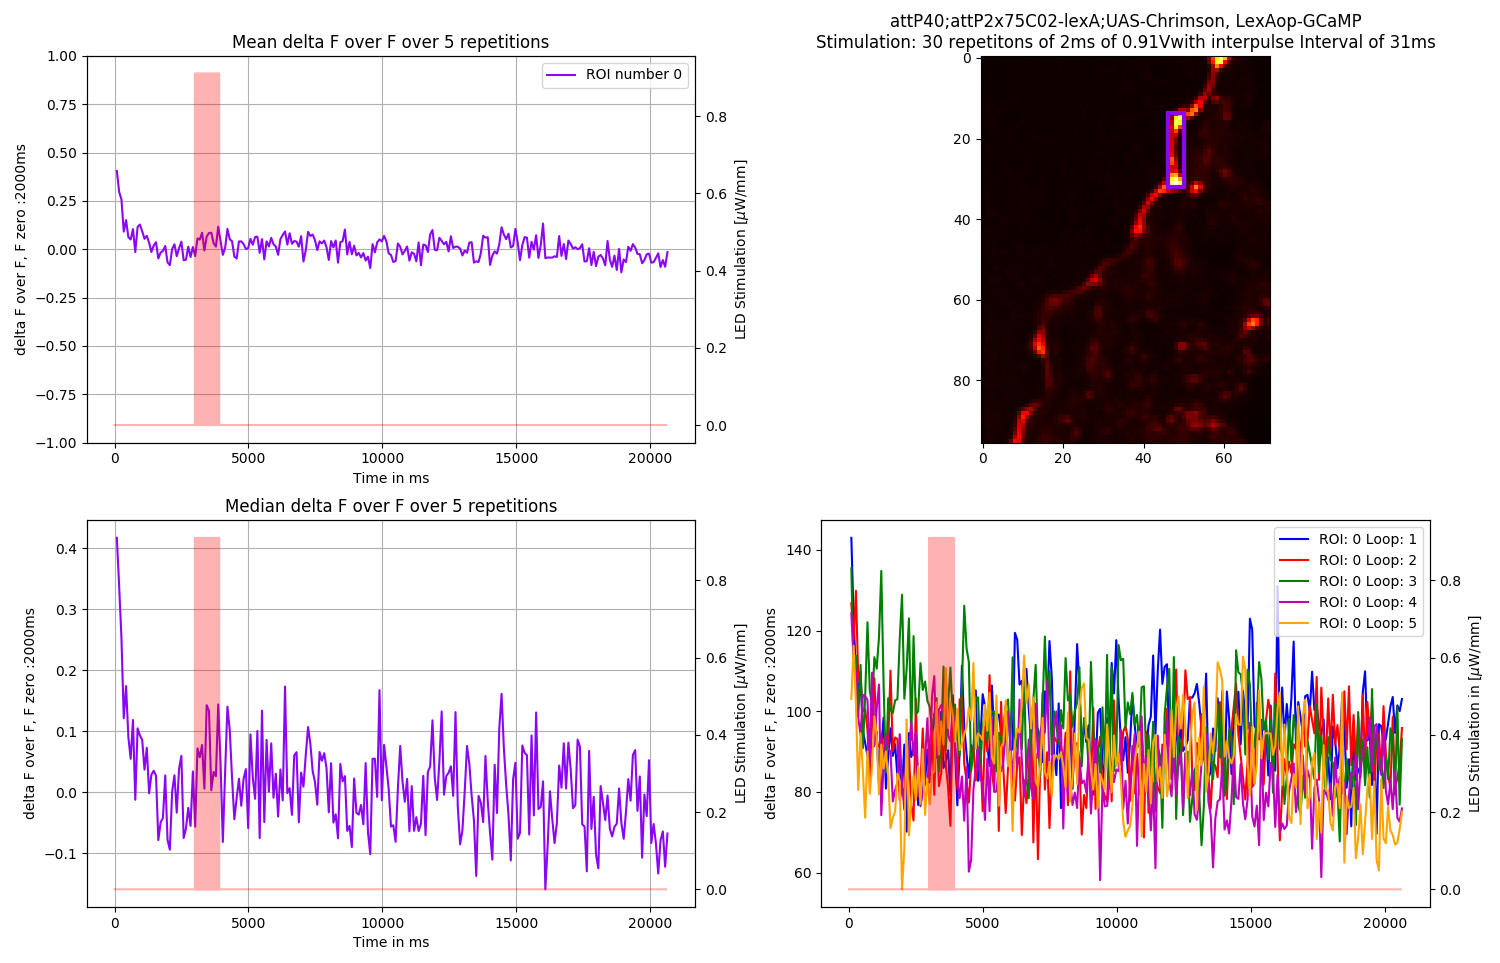 Mean delta F over F over 5 repetitions
1.00
0.75
0.50
0.25
0.00
−0.25
−0.50
−0.75
−1.00
delta F over F, F zero :2000ms
0 5000 10000 15000 20000
Time in ms
ROI number 0
0.8
0.6
0.4
0.2
0.0
LED Stimulation [µW/mm]
attP40;attP2x75C02-lexA;UAS-Chrimson, LexAop-GCaMP
Stimulation: 30 repetitons of 2ms of 0.91Vwith interpulse Interval of 31ms
0
20
40
60
80
0 20 40 60
Median delta F over F over 5 repetitions
0.4
0.3
0.2
0.1
0.0
−0.1
delta F over F, F zero :2000ms
0 5000 10000 15000 20000
Time in ms
0.8
0.6
0.4
0.2
0.0
LED Stimulation [µW/mm]
140
120
100
80
60
delta F over F, F zero :2000ms
0 5000 10000 15000 20000
ROI: 0 Loop: 1
ROI: 0 Loop: 2
ROI: 0 Loop: 3
ROI: 0 Loop: 4
ROI: 0 Loop: 5
0.8
0.6
0.4
0.2
0.0
LED Stimulation in [µW/mm]